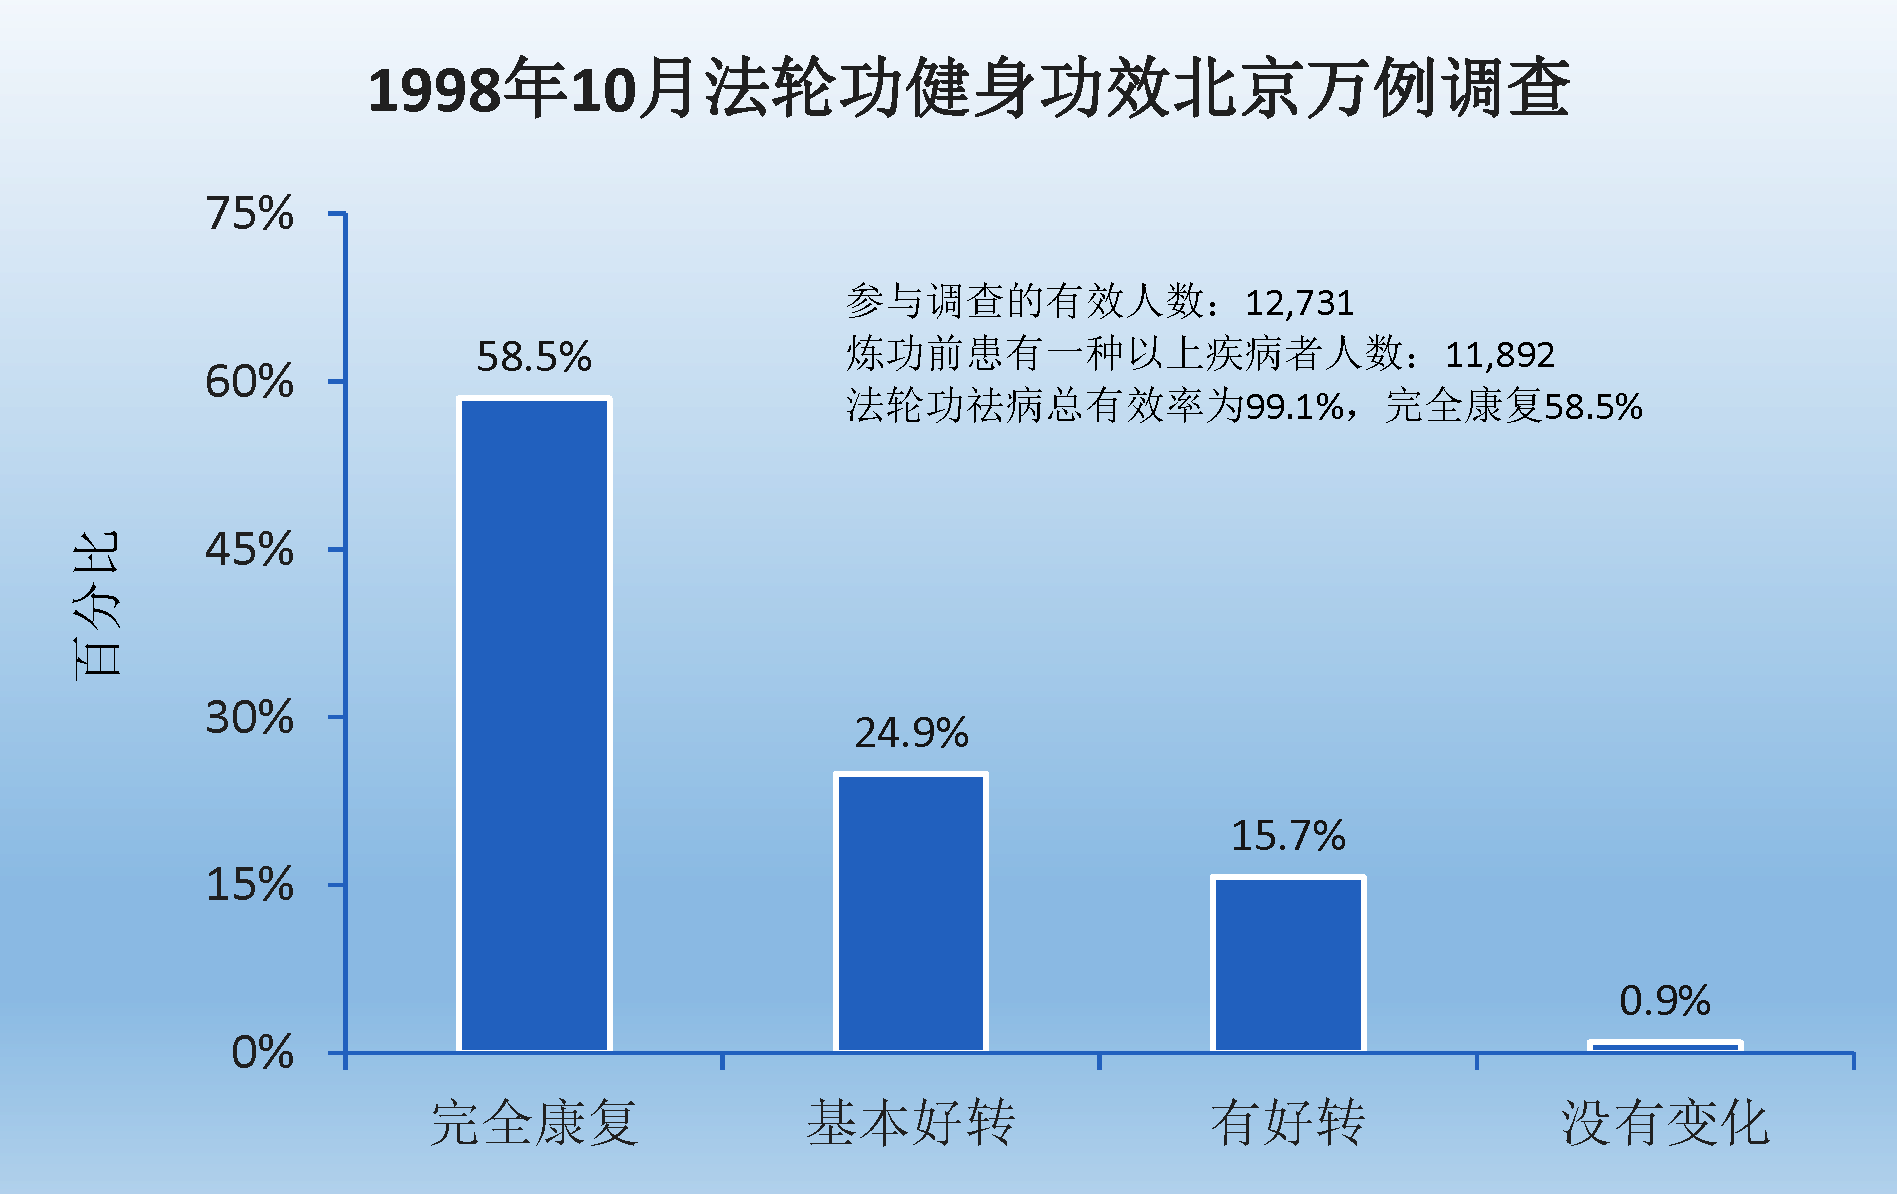 1998年10月法轮功健身功效北京万例调查
参与调查的有效人数：12,731
炼功前患有一种以上疾病者人数：11,892
法轮功祛病总有效率为99.1%，完全康复58.5%
百分比
75%
60%
45%
30%
15%
0%
58.5%
24.9%
15.7%
0.9%
完全康复
基本好转
有好转
没有变化